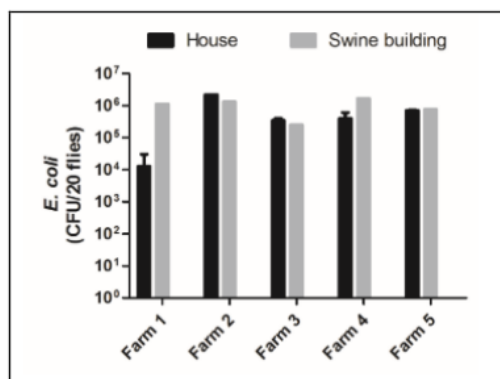 House Swine building
E. coli
(CFU/20 flies)
10⁷
10⁶
10⁵
10⁴
10³
10²
10¹
10⁰
Farm 1 Farm 2 Farm 3 Farm 4 Farm 5